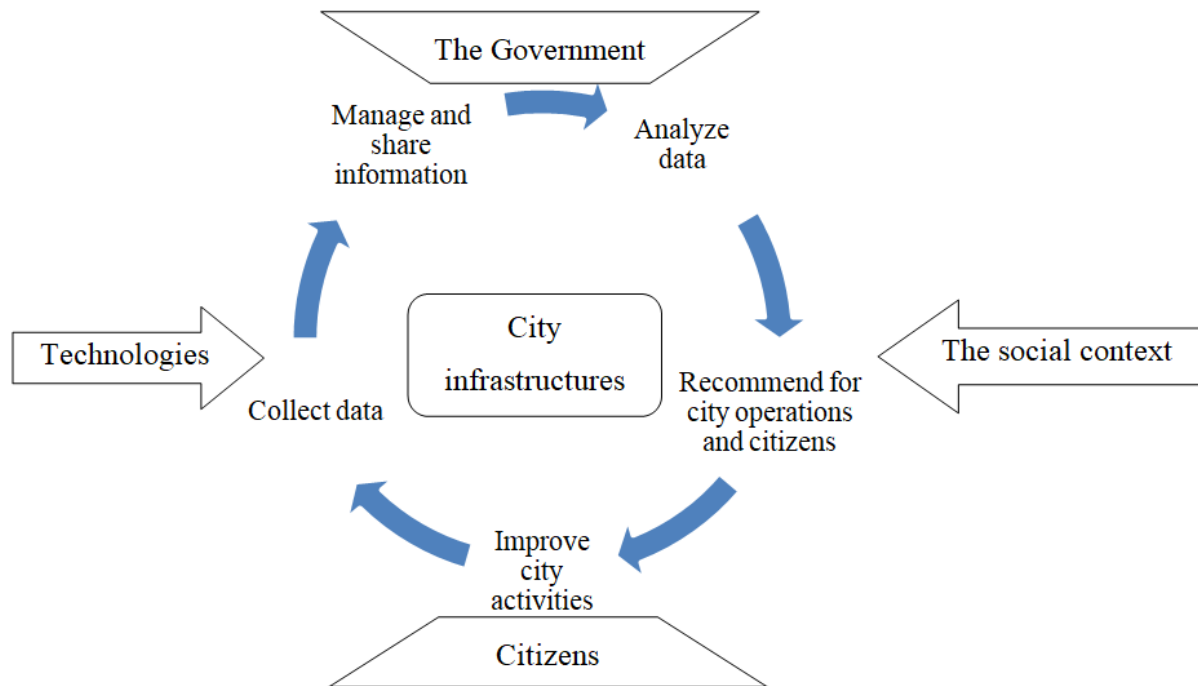 The Government
Manage and
share
information
Analyze
data
Technologies
City
infrastructures
The social context
Collect data
Recommend for
city operations
and citizens
Improve
city
activities
Citizens